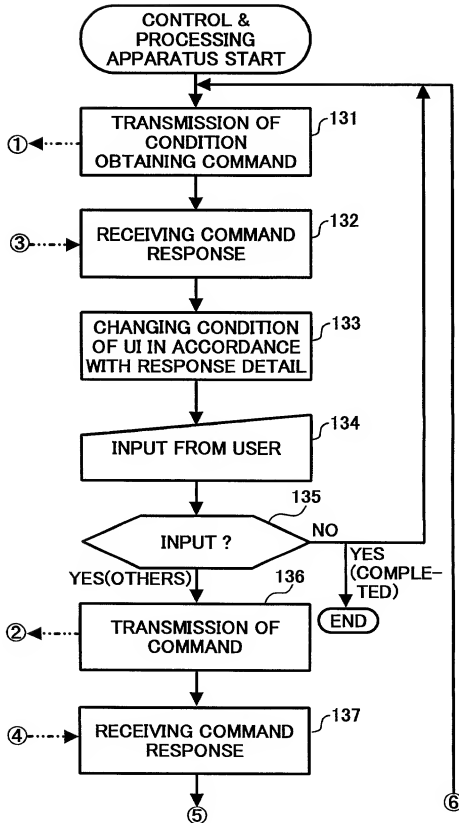 CONTROL &
PROCESSING
APPARATUS START
131
TRANSMISSION OF
CONDITION
OBTAINING COMMAND
①
132
RECEIVING COMMAND
RESPONSE
③
133
CHANGING CONDITION
OF UI IN ACCORDANCE
WITH RESPONSE DETAIL
134
INPUT FROM USER
135
INPUT ?
NO
YES
(COMPLE-
TED)
END
YES(OTHERS)
136
TRANSMISSION OF
COMMAND
②
137
RECEIVING COMMAND
RESPONSE
④
⑤
⑥